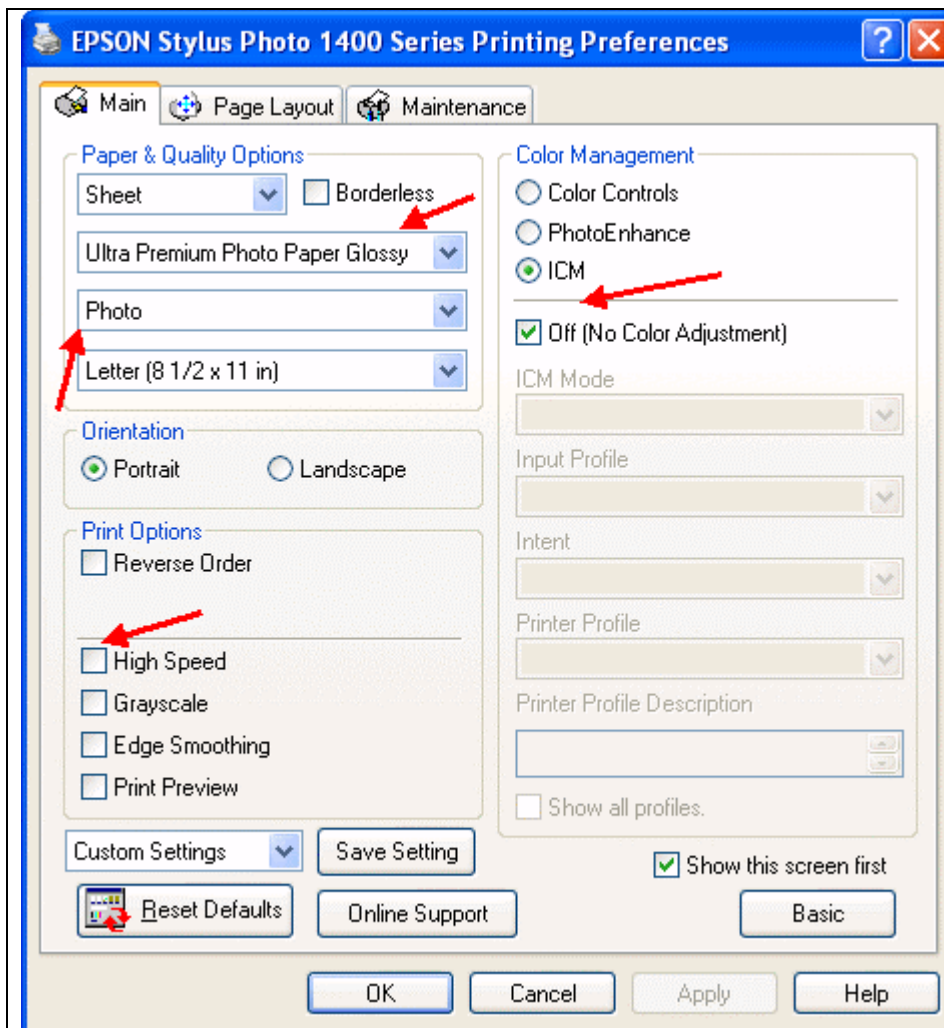 EPSON Stylus Photo 1400 Series Printing Preferences
Main
Page Layout
Maintenance
Paper & Quality Options
Sheet
Borderless
Ultra Premium Photo Paper Glossy
Photo
Letter (8 1/2 x 11 in)
Orientation
Portrait
Landscape
Print Options
Reverse Order
High Speed
Grayscale
Edge Smoothing
Print Preview
Color Management
Color Controls
PhotoEnhance
ICM
Off (No Color Adjustment)
ICM Mode
Input Profile
Intent
Printer Profile
Printer Profile Description
Show all profiles.
Custom Settings
Save Setting
Show this screen first
Reset Defaults
Online Support
Basic
OK
Cancel
Apply
Help